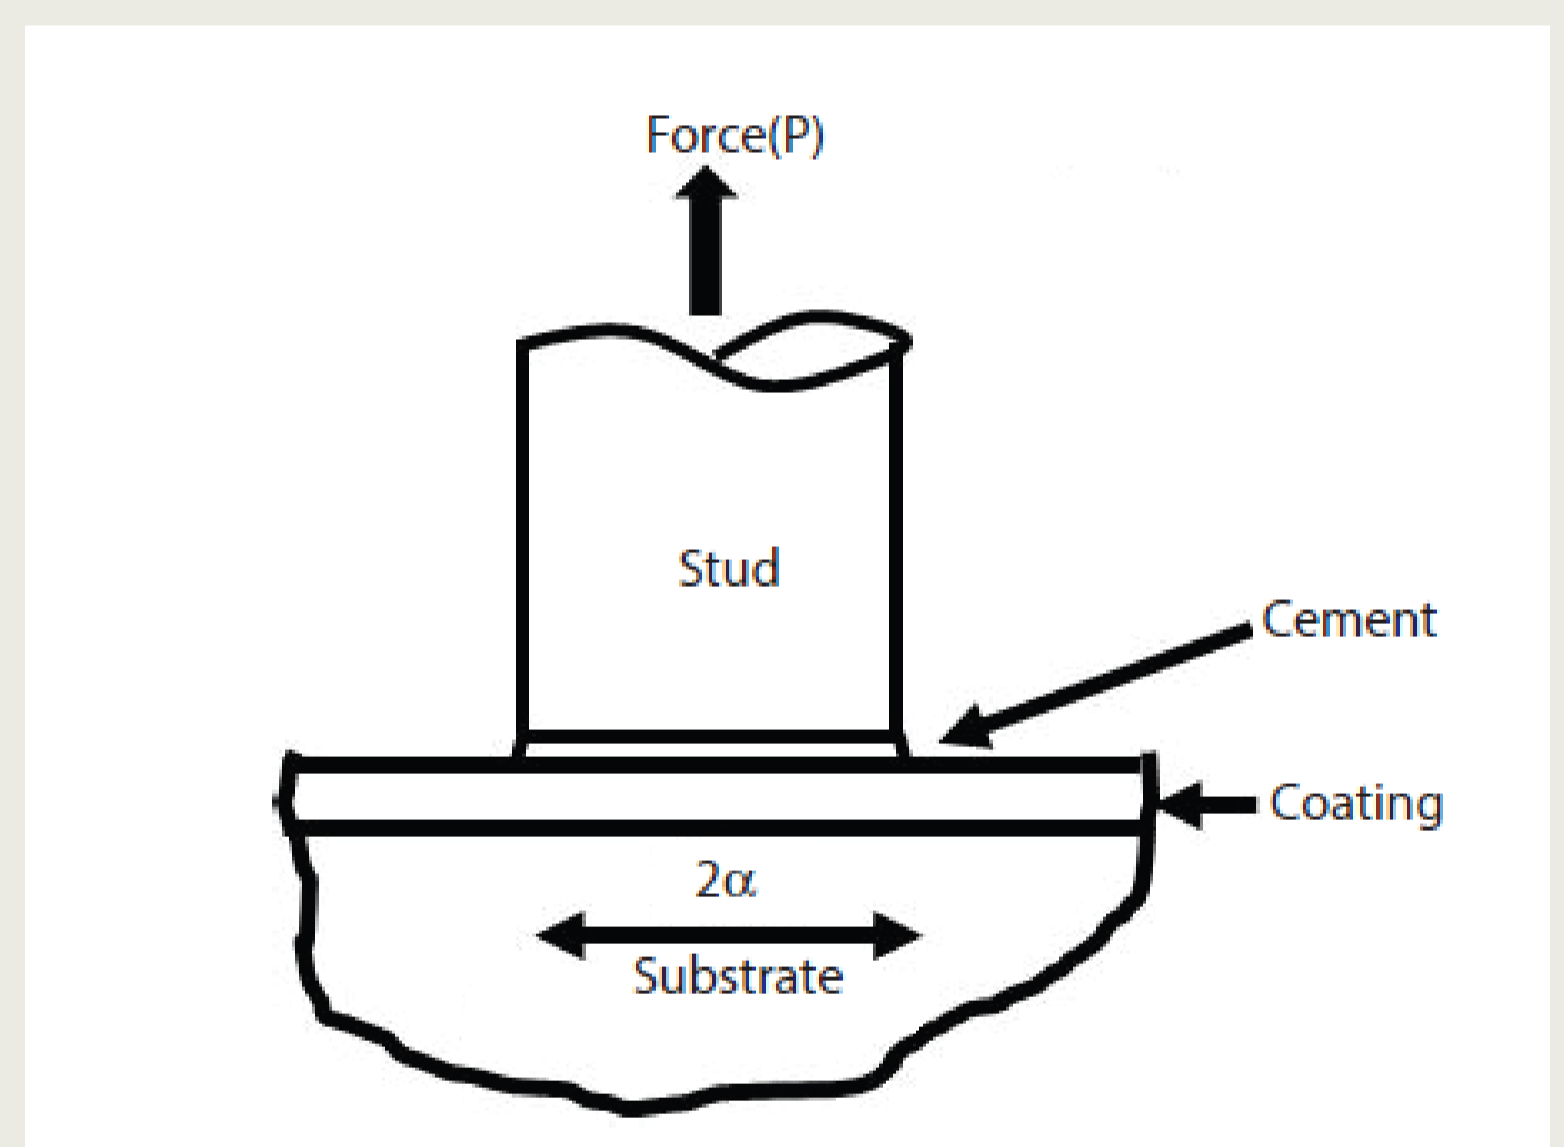 Force(P)
Stud
Cement
Coating
2α
Substrate